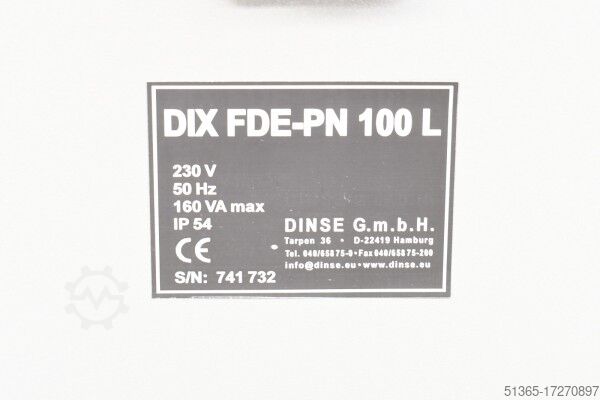 DIX FDE-PN 100 L
230 V
50 Hz
160 VA max
IP 54
CE
S/N: 741 732
DINSE G.m.b.H.
Tarpen 36 • D-22419 Hamburg
Tel. 040/658 75-0 • Fax 040/658 75-200
info@dinse.eu • www.dinse.eu
51365-17270897